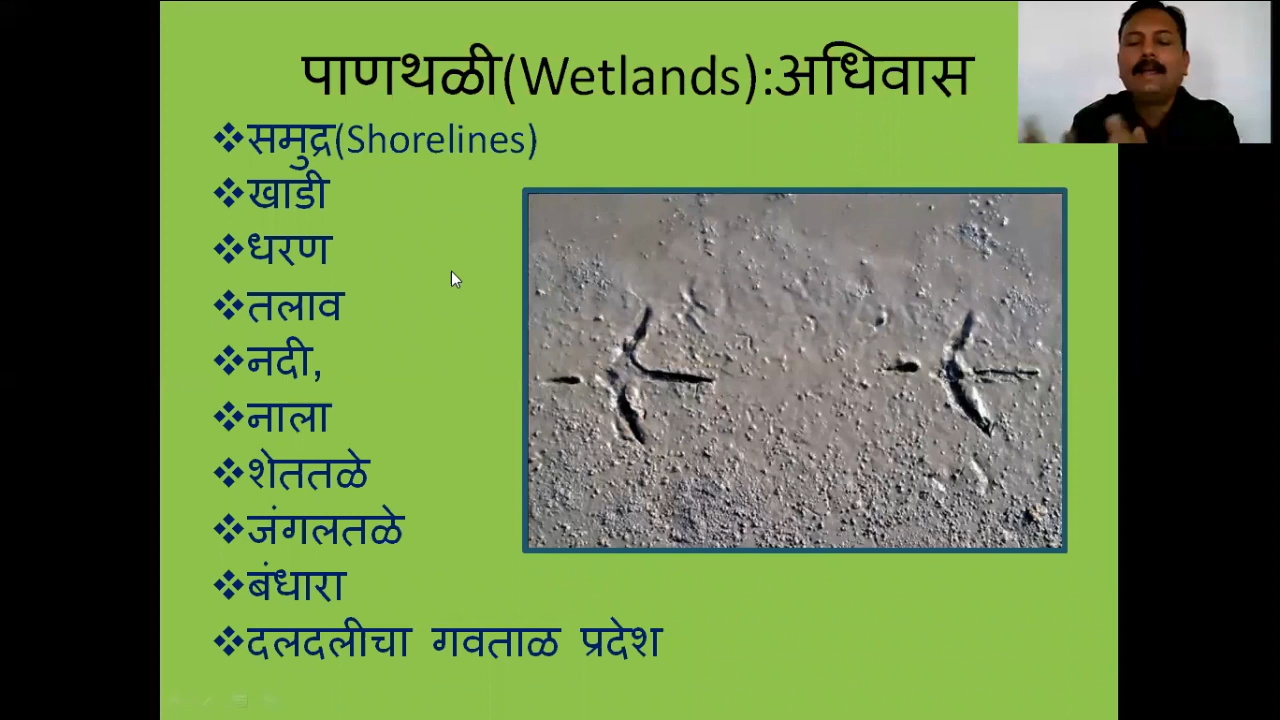 पाणथळी(Wetlands):अधिवास
❖समुद्र(Shorelines)
❖खाडी
❖धरण
❖तलाव
❖नदी,
❖नाला
❖शेततळे
❖जंगलतळे
❖बंधारा
❖दलदलीचा गवताळ प्रदेश